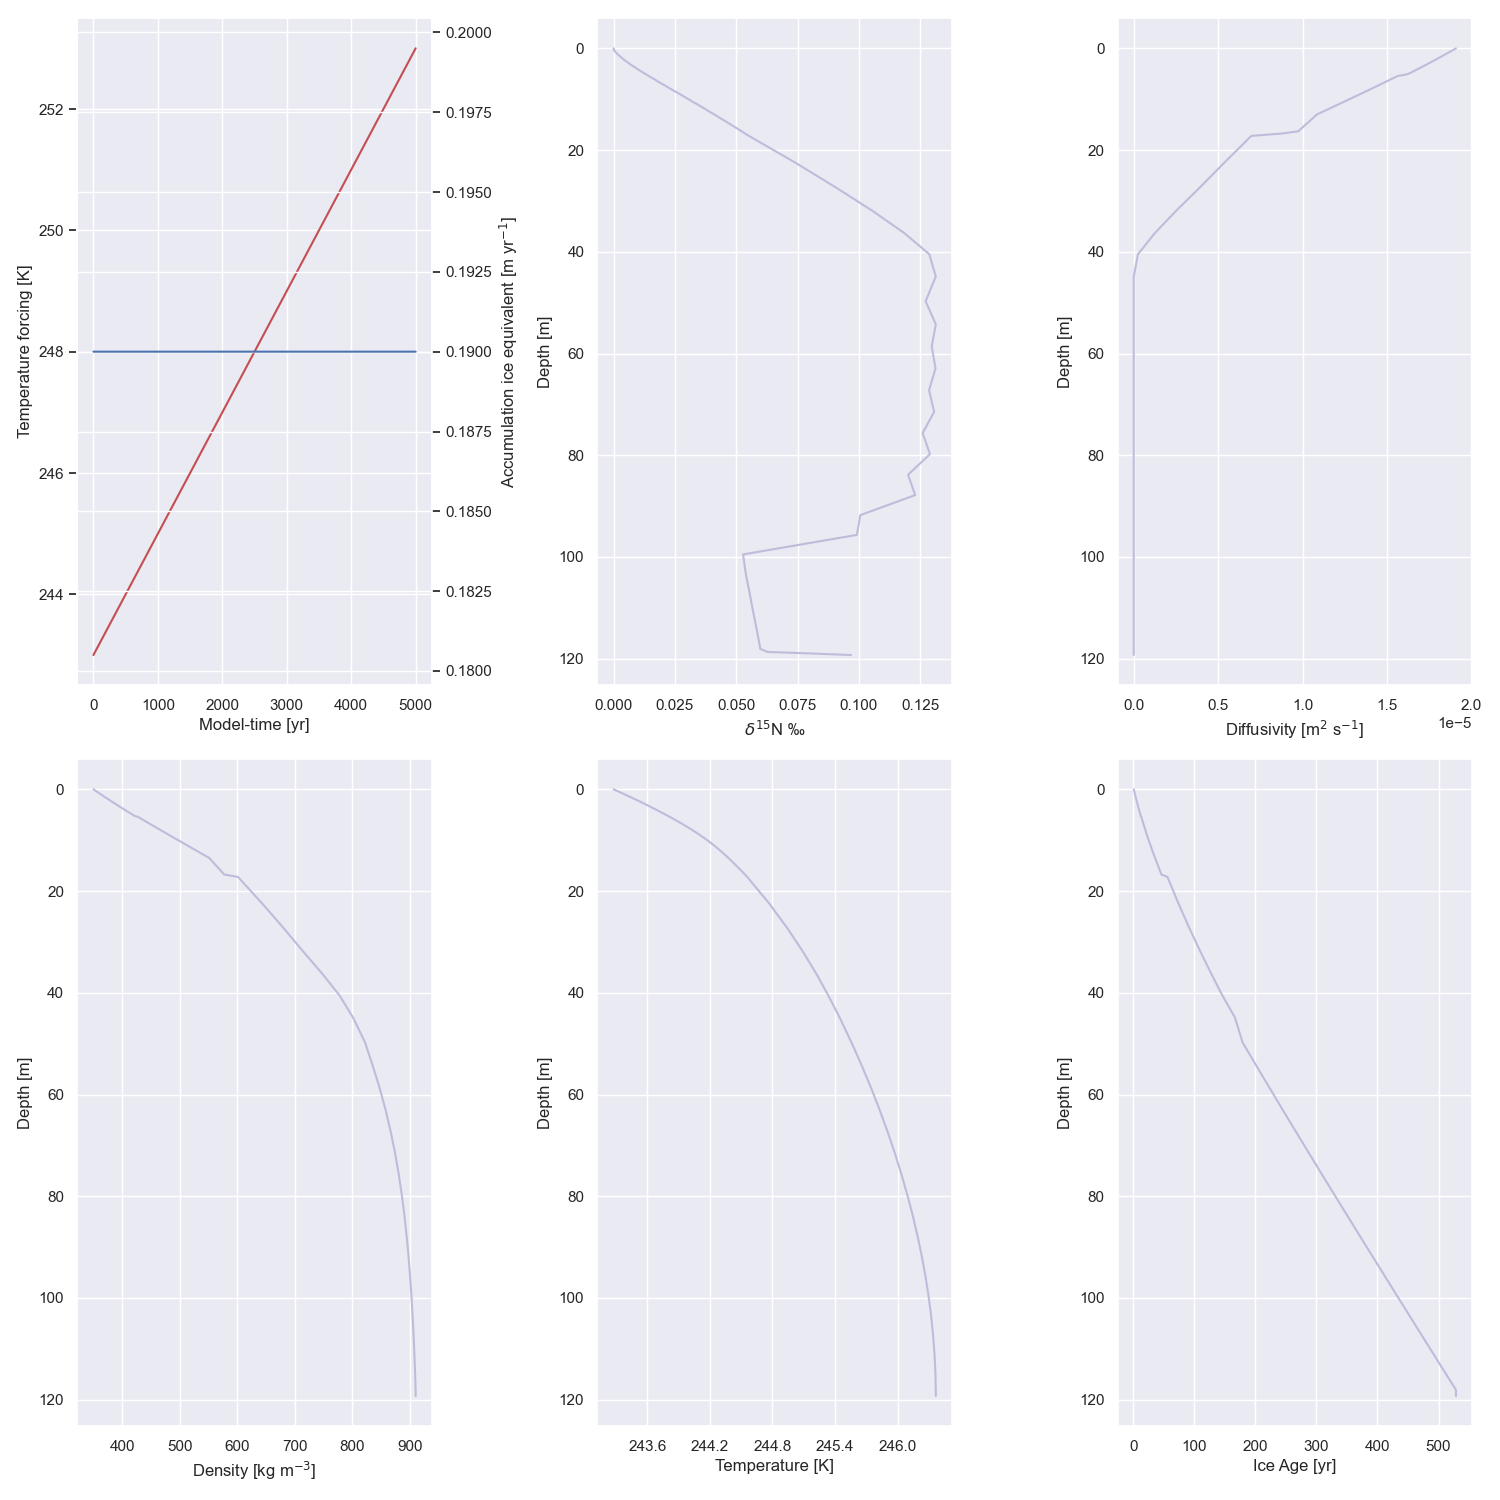 252
250
248
246
244
Temperature forcing [K]
0 1000 2000 3000 4000 5000
Model-time [yr]
0.2000
0.1975
0.1950
0.1925
0.1900
0.1875
0.1850
0.1825
0.1800
Accumulation ice equivalent [m yr⁻¹]
0
20
40
60
80
100
120
Depth [m]
0.000 0.025 0.050 0.075 0.100 0.125
δ¹⁵N ‰
0
20
40
60
80
100
120
Depth [m]
0.0 0.5 1.0 1.5 2.0
1e−5
Diffusivity [m² s⁻¹]
0
20
40
60
80
100
120
Depth [m]
400 500 600 700 800 900
Density [kg m⁻³]
0
20
40
60
80
100
120
Depth [m]
243.6 244.2 244.8 245.4 246.0
Temperature [K]
0
20
40
60
80
100
120
Depth [m]
0 100 200 300 400 500
Ice Age [yr]